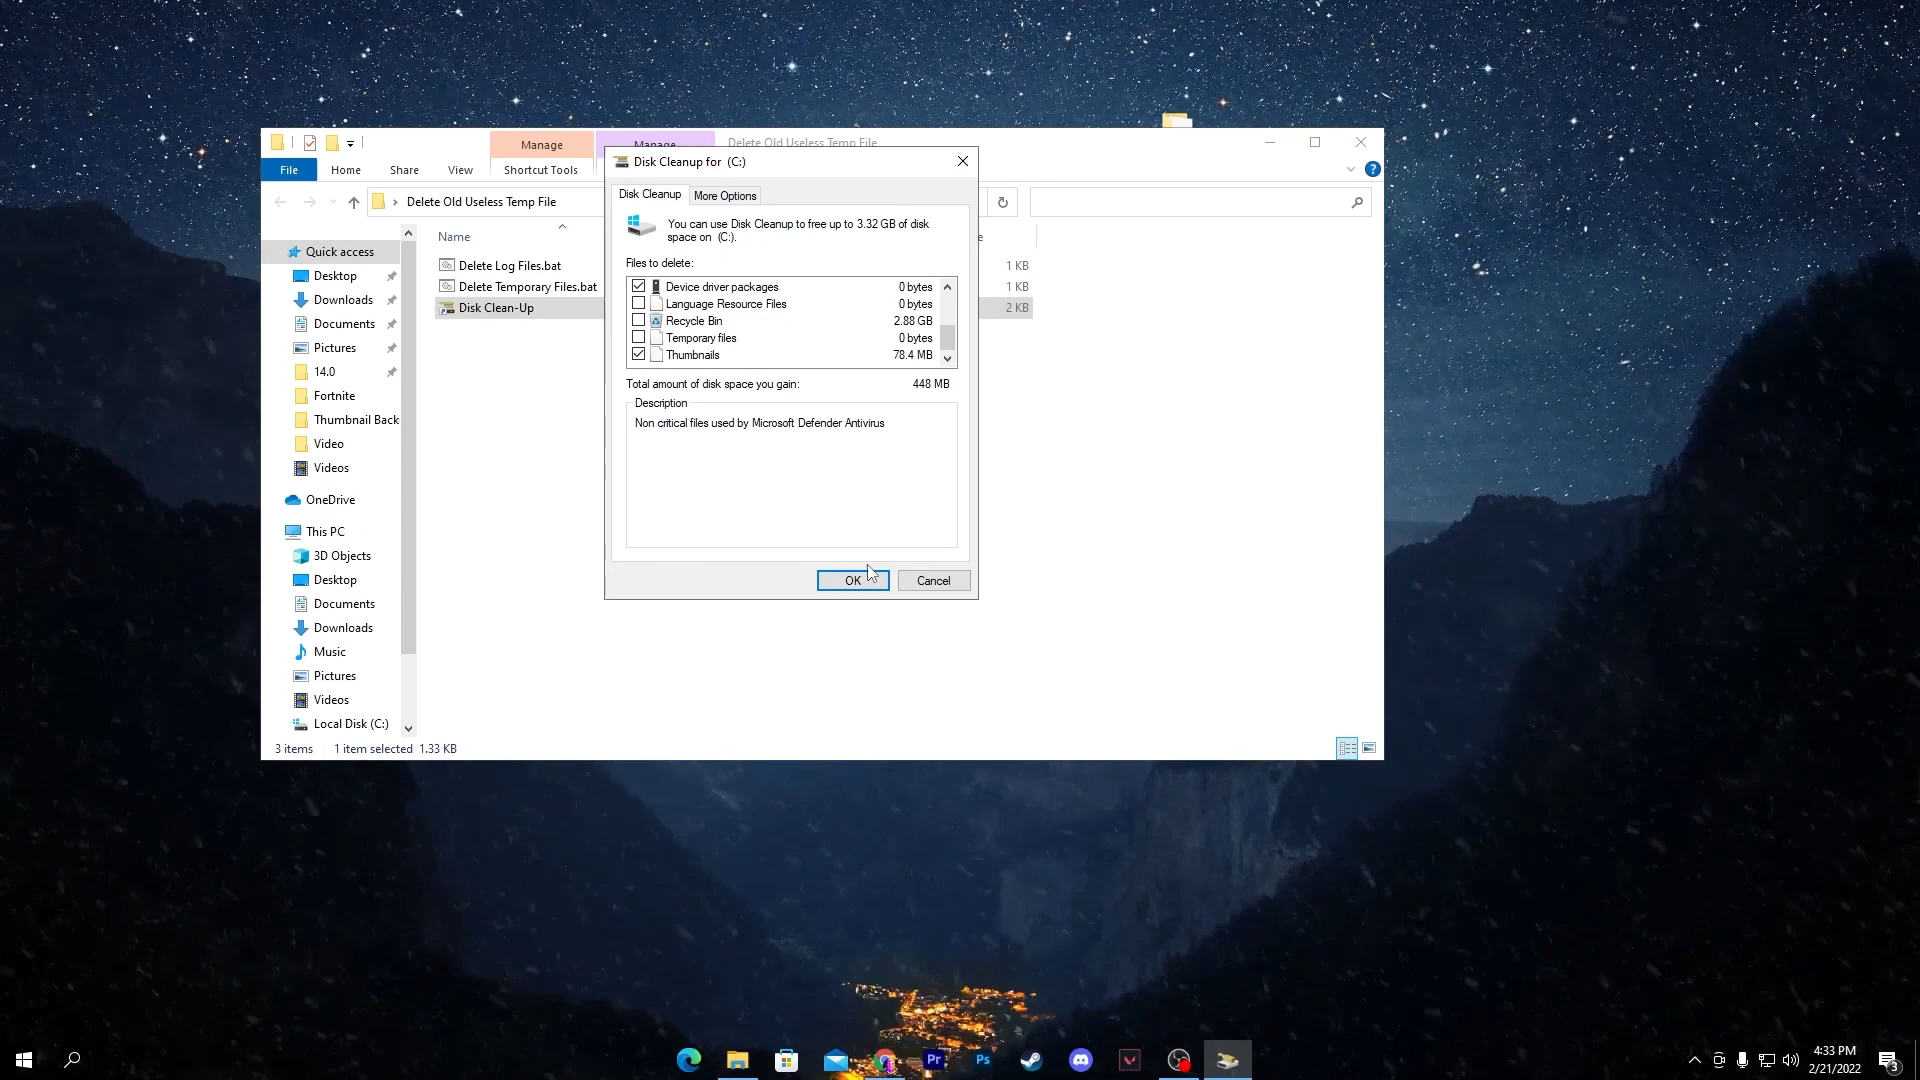 Manage
Manage
Delete Old Useless Temp File
File
Home
Share
View
Shortcut Tools
Delete Old Useless Temp File
Quick access
Desktop
Downloads
Documents
Pictures
14.0
Fortnite
Thumbnail Back
Video
Videos
OneDrive
This PC
3D Objects
Desktop
Documents
Downloads
Music
Pictures
Videos
Local Disk (C:)
Name
Delete Log Files.bat
1 KB
Delete Temporary Files.bat
1 KB
Disk Clean-Up
2 KB
3 items
1 item selected 1.33 KB
Disk Cleanup for (C:)
Disk Cleanup
More Options
You can use Disk Cleanup to free up to 3.32 GB of disk
space on (C:).
Files to delete:
Device driver packages 0 bytes
Language Resource Files 0 bytes
Recycle Bin 2.88 GB
Temporary files 0 bytes
Thumbnails 78.4 MB
Total amount of disk space you gain: 448 MB
Description
Non critical files used by Microsoft Defender Antivirus
OK
Cancel
Pr
Ps
4:33 PM
2/21/2022
3